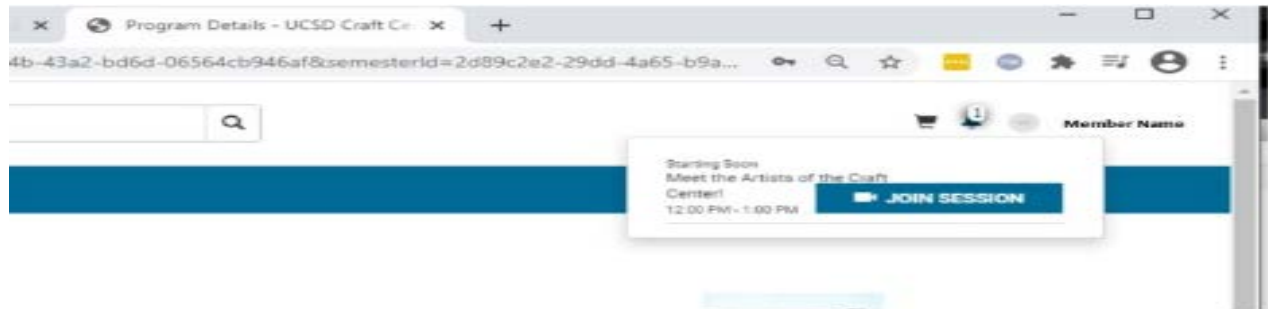 Program Details - UCSD Craft Ce
4b-43a2-bd6d-06564cb946af&semesterId=2d89c2e2-29dd-4a65-b9a...
1
Member Name
Starting Soon
Meet the Artists of the Craft
Center!
JOIN SESSION
12:00 PM - 1:00 PM